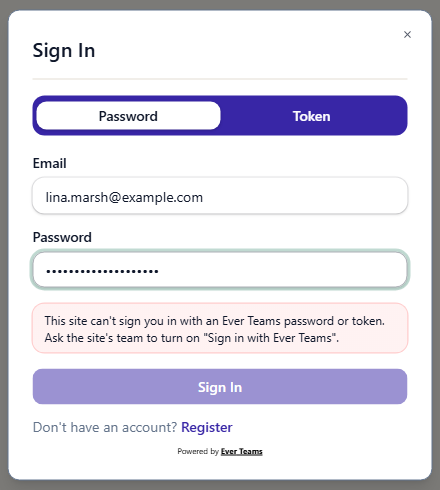 ×
Sign In
Password Token
Email
lina.marsh@example.com
Password
••••••••••••••••••••
This site can't sign you in with an Ever Teams password or token.
Ask the site's team to turn on "Sign in with Ever Teams".
Sign In
Don't have an account? Register
Powered by Ever Teams